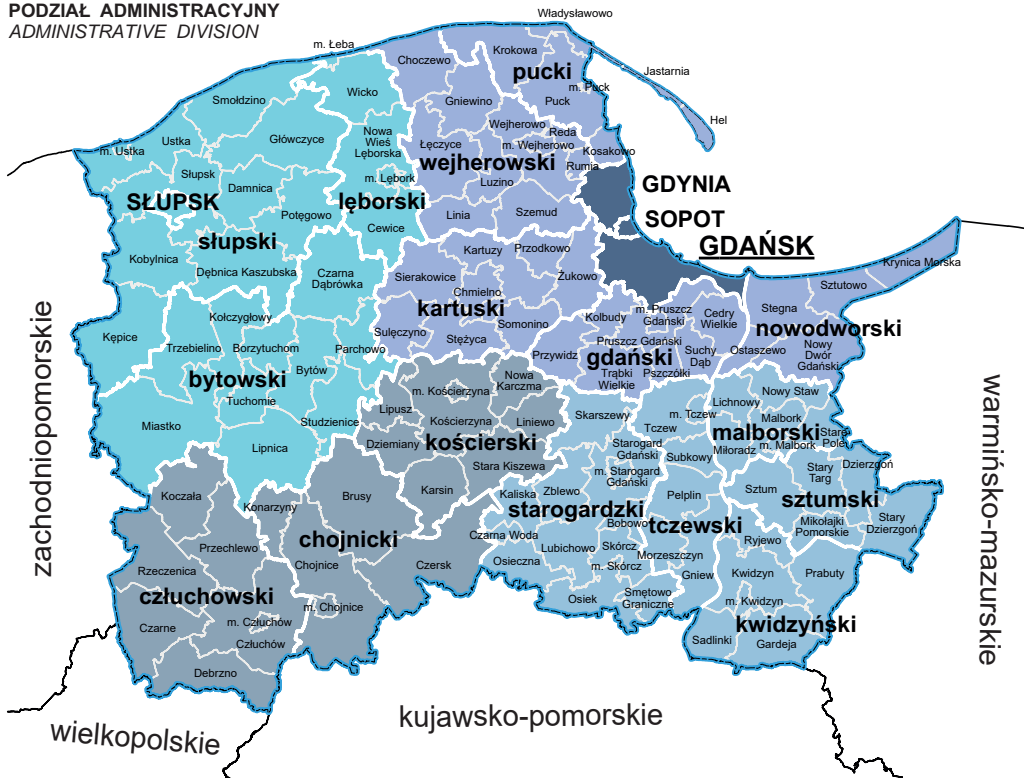 PODZIAŁ ADMINISTRACYJNY
ADMINISTRATIVE DIVISION
Władysławowo
m. Łeba
Choczewo
Krokowa
pucki
Jastarnia
m. Puck
Puck
Hel
Wicko
Smołdzino
Gniewino
Ustka
Główczyce
Nowa
Wieś
Lęborska
Wejherowo
Reda
m. Ustka
Łęczyce
m. Wejherowo
Kosakowo
wejherowski
Rumia
Słupsk
Damnica
m. Lębork
Luzino
GDYNIA
SŁUPSK
lęborski
Potęgowo
Linia
Szemud
SOPOT
Cewice
słupski
GDAŃSK
Kobylnica
Dębnica Kaszubska
Czarna
Dąbrówka
Kartuzy
Przodkowo
Sierakowice
Żukowo
Chmielno
kartuski
Krynica Morska
Sztutowo
Stegna
Kołczygłowy
Somonino
Kolbudy
m. Pruszcz
Gdański
Cedry
Wielkie
nowodworski
Kępice
Trzebielino
Borzytuchom
Parchowo
Sulęczyno
Stężyca
Przywidz
Pruszcz Gdański
gdański
Suchy
Dąb
Ostaszewo
Nowy
Dwór
Gdański
bytowski
Bytów
Trąbki
Wielkie
Pszczółki
Tuchomie
Nowa
Karczma
m. Kościerzyna
Lipusz
Miastko
Studzienice
Kościerzyna
Liniewo
Skarszewy
m. Tczew
Tczew
Lichnowy
Nowy Staw
Malbork
malborski
Stare
Pole
m. Malbork
Miłoradz
Lipnica
Dziemiany
kościerski
Starogard
Gdański
Subkowy
Stara Kiszewa
m. Starogard
Gdański
Stary
Targ
Dzierzgoń
Koczała
Konarzyny
Brusy
Karsin
Kaliska
Zblewo
Pelplin
Sztum
sztumski
starogardzki
Bobowo
tczewski
Mikołajki
Pomorskie
Stary
Dzierzgoń
chojnicki
Czarna Woda
Ryjewo
Przechlewo
Lubichowo
Skórcz
Morzeszczyn
Chojnice
Czersk
Osieczna
m. Skórcz
Rzeczenica
Gniew
Kwidzyn
Prabuty
człuchowski
Osiek
Smętowo
Graniczne
m. Chojnice
m. Kwidzyn
Czarne
m. Człuchów
kwidzyński
Człuchów
Sadlinki
Gardeja
Debrzno
zachodniopomorskie
warmińsko-mazurskie
wielkopolskie
kujawsko-pomorskie